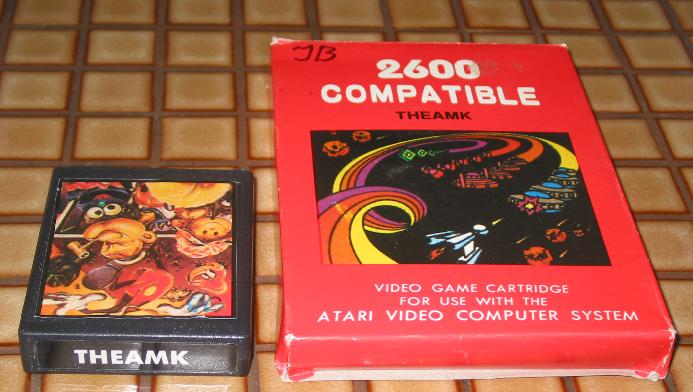 JB
2600
COMPATIBLE
THEAMK
VIDEO GAME CARTRIDGE
FOR USE WITH THE
ATARI VIDEO COMPUTER SYSTEM
THEAMK